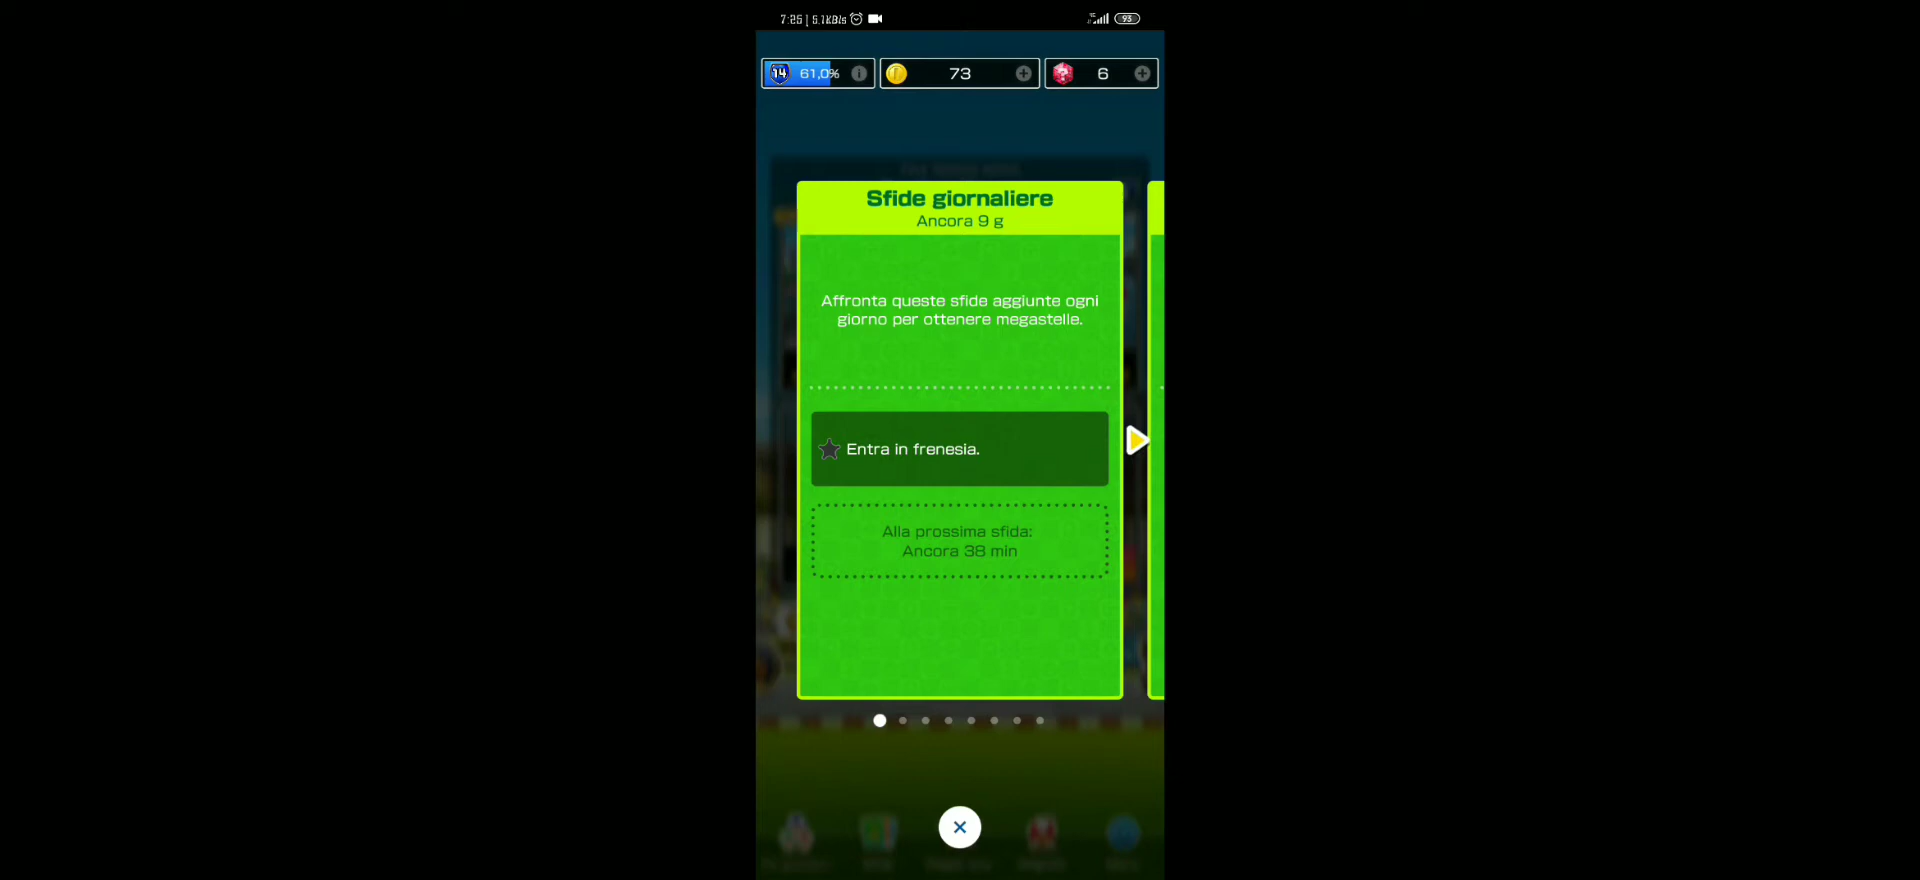 7:25 | 5,1KB/s
93
14 61,0%
73
6
Sfide giornaliere
Ancora 9 g
Affronta queste sfide aggiunte ogni
giorno per ottenere megastelle.
Entra in frenesia.
Alla prossima sfida:
Ancora 38 min